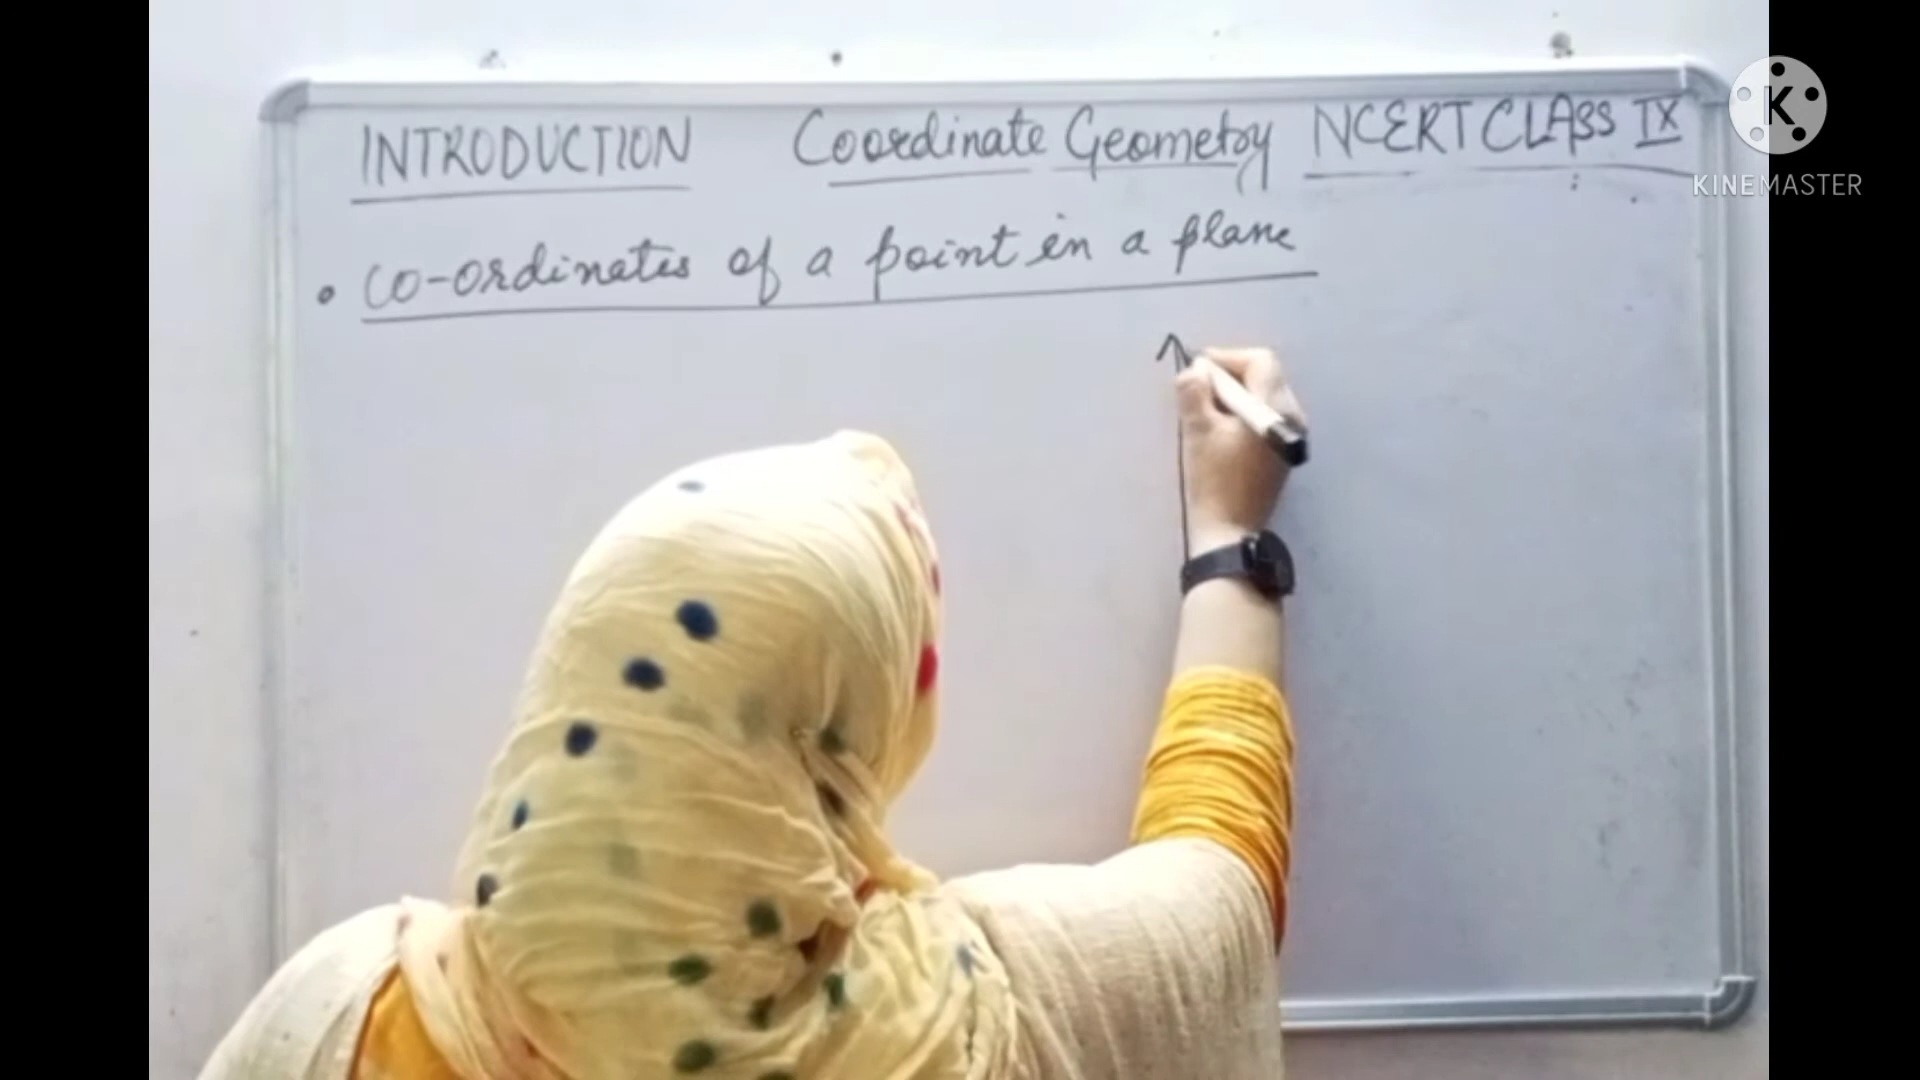 INTRODUCTION Coordinate Geometry NCERT CLASS IX
K
KINEMASTER
• CO-ordinates of a point in a plane